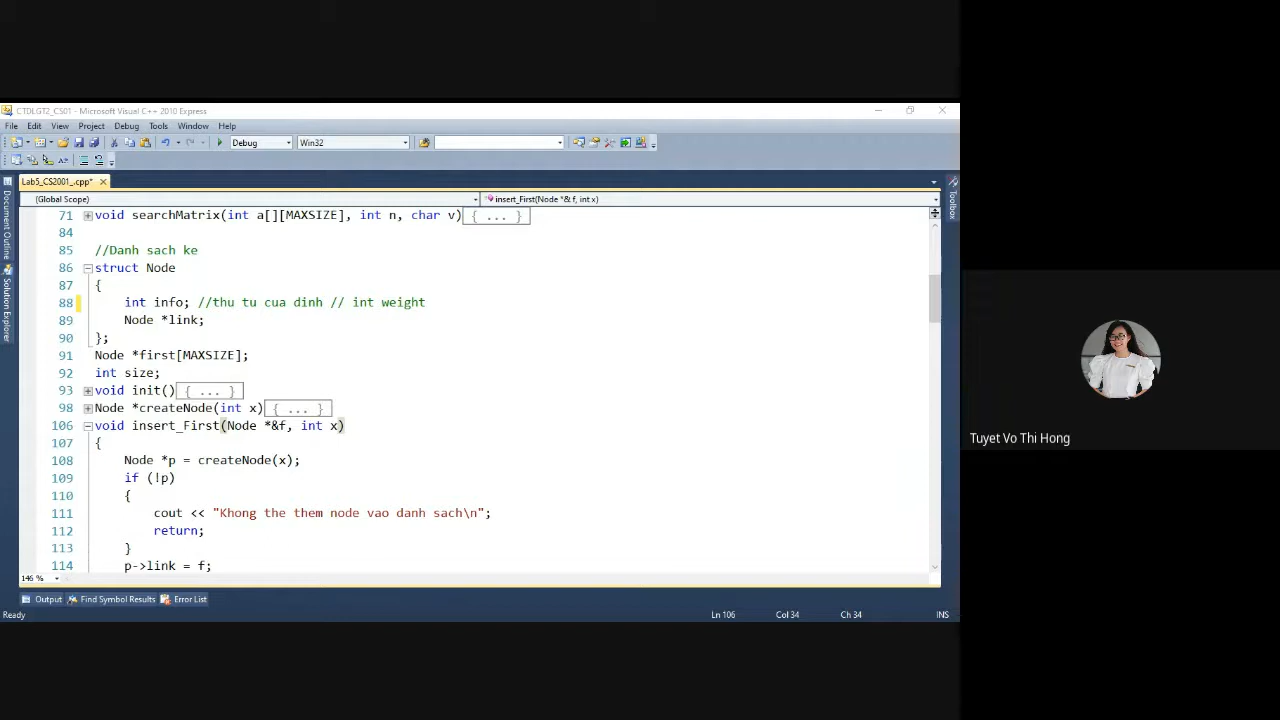 CTDLGT2_CS01 - Microsoft Visual C++ 2010 Express
File Edit View Project Debug Tools Window Help
Debug Win32
Lab5_CS2001_.cpp*
(Global Scope) insert_First(Node *& f, int x)
71 void searchMatrix(int a[][MAXSIZE], int n, char v){ ... }
84
85 //Danh sach ke
86 struct Node
87 {
88 int info; //thu tu cua dinh // int weight
89 Node *link;
90 };
91 Node *first[MAXSIZE];
92 int size;
93 void init(){ ... }
98 Node *createNode(int x){ ... }
106 void insert_First(Node *&f, int x)
107 {
108 Node *p = createNode(x);
109 if (!p)
110 {
111 cout << "Khong the them node vao danh sach\n";
112 return;
113 }
114 p->link = f;
146 %
Output Find Symbol Results Error List
Ready Ln 106 Col 34 Ch 34 INS
Document Outline
Solution Explorer
Toolbox
Tuyet Vo Thi Hong